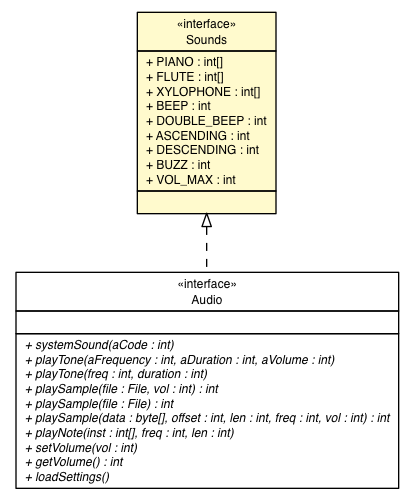 «interface»
Sounds
+ PIANO : int[]
+ FLUTE : int[]
+ XYLOPHONE : int[]
+ BEEP : int
+ DOUBLE_BEEP : int
+ ASCENDING : int
+ DESCENDING : int
+ BUZZ : int
+ VOL_MAX : int
«interface»
Audio
+ systemSound(aCode : int)
+ playTone(aFrequency : int, aDuration : int, aVolume : int)
+ playTone(freq : int, duration : int)
+ playSample(file : File, vol : int) : int
+ playSample(file : File) : int
+ playSample(data : byte[], offset : int, len : int, freq : int, vol : int) : int
+ playNote(inst : int[], freq : int, len : int)
+ setVolume(vol : int)
+ getVolume() : int
+ loadSettings()